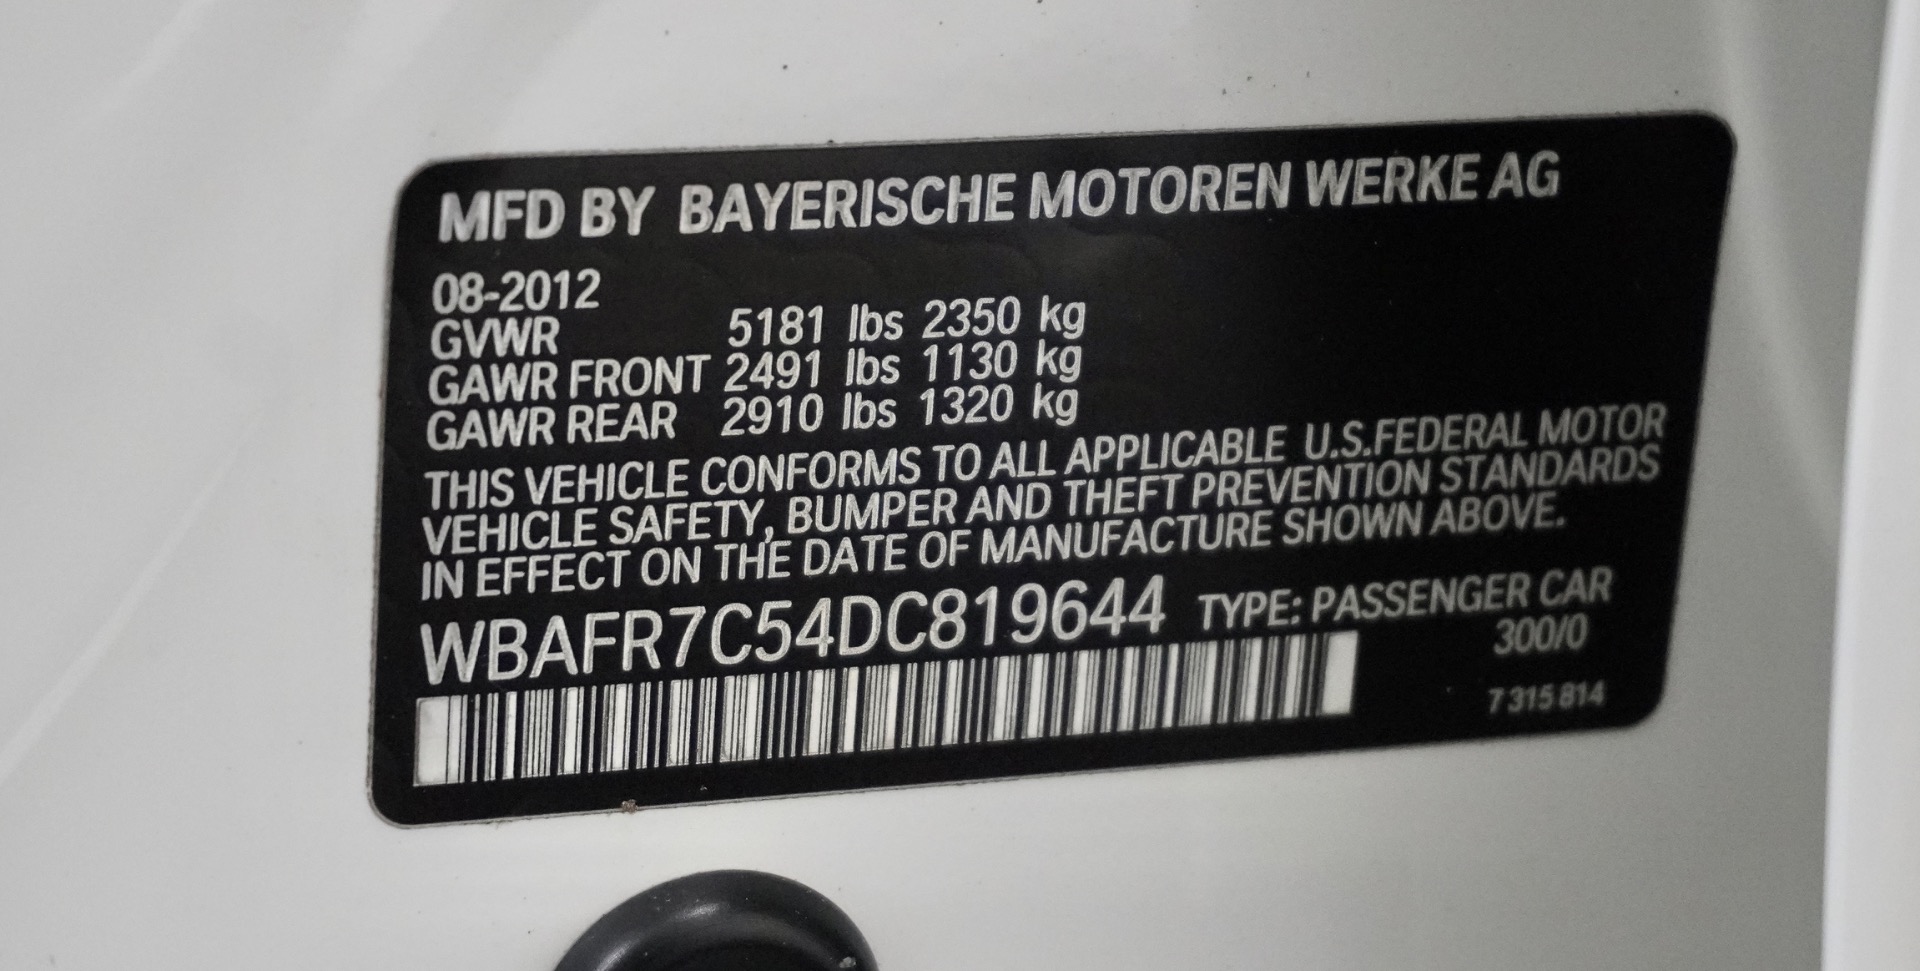 MFD BY BAYERISCHE MOTOREN WERKE AG
08-2012
GVWR 5181 lbs 2350 kg
GAWR FRONT 2491 lbs 1130 kg
GAWR REAR 2910 lbs 1320 kg
THIS VEHICLE CONFORMS TO ALL APPLICABLE U.S.FEDERAL MOTOR
VEHICLE SAFETY, BUMPER AND THEFT PREVENTION STANDARDS
IN EFFECT ON THE DATE OF MANUFACTURE SHOWN ABOVE.
WBAFR7C54DC819644 TYPE: PASSENGER CAR
300/0
7 315 814